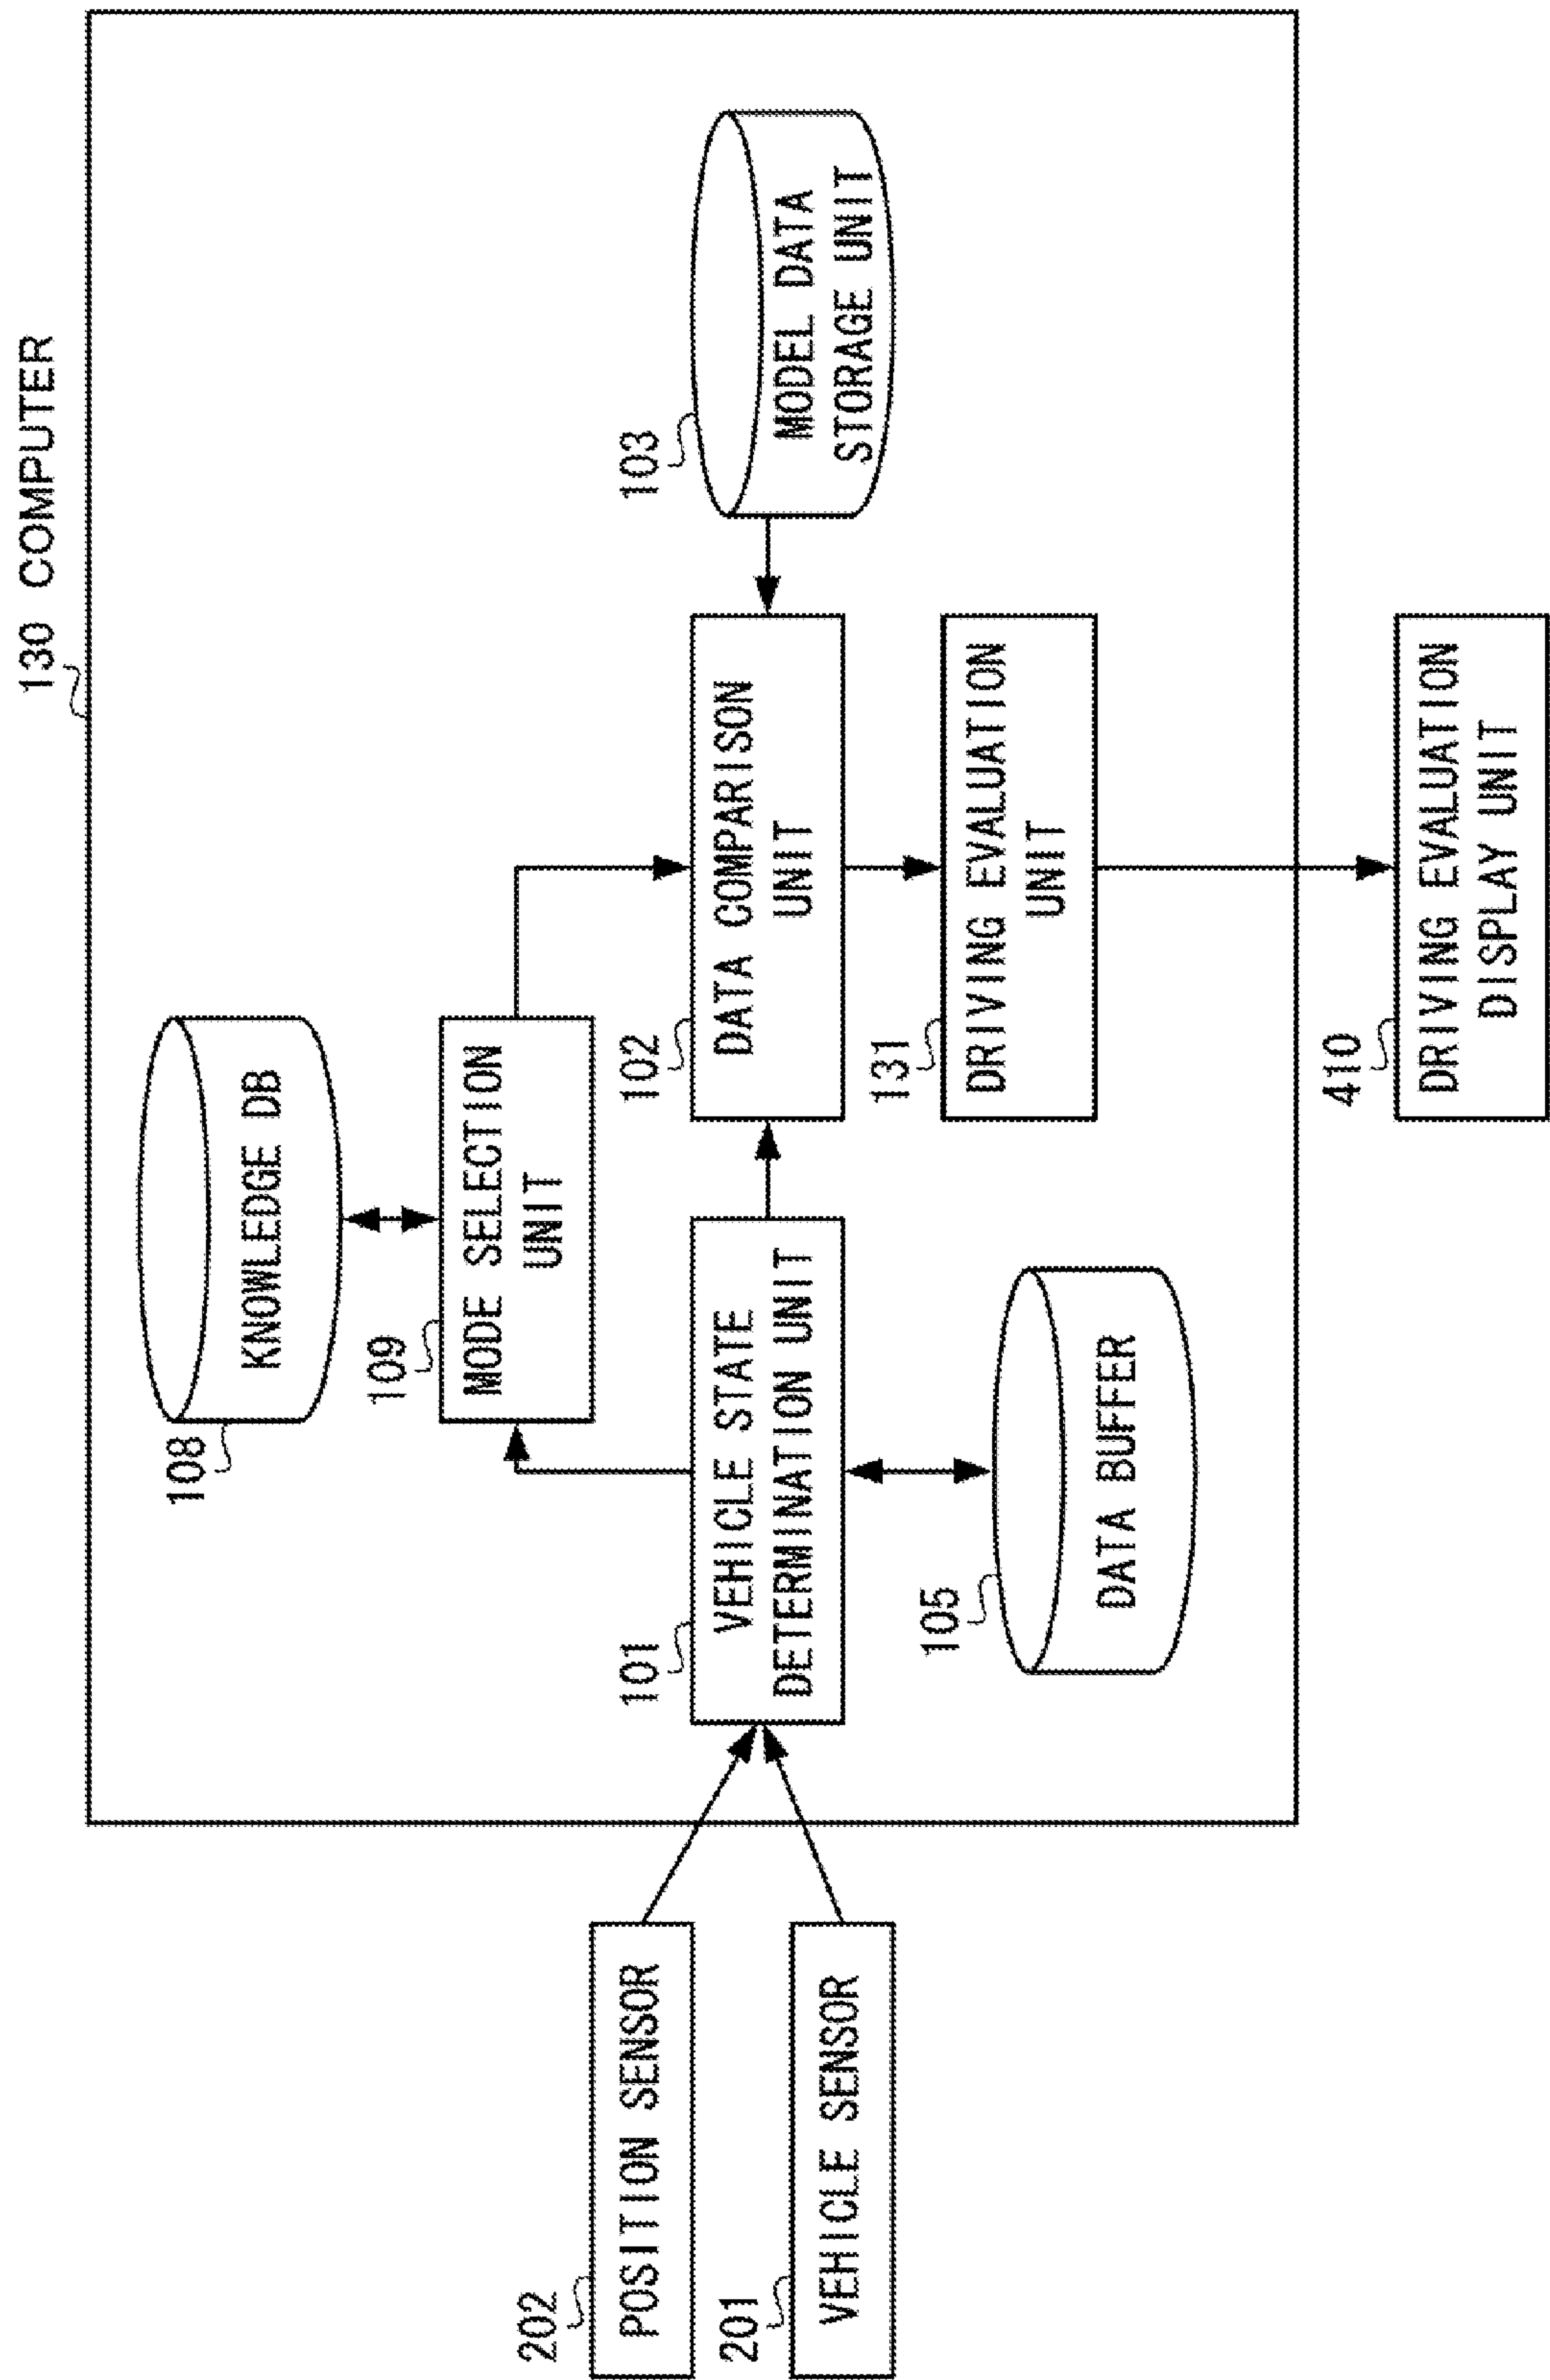 130 COMPUTER
108
KNOWLEDGE DB
109
MODE SELECTION
UNIT
202
POSITION SENSOR
201
VEHICLE SENSOR
101
VEHICLE STATE
DETERMINATION UNIT
102
DATA COMPARISON
UNIT
103
MODEL DATA
STORAGE UNIT
105
DATA BUFFER
131
DRIVING EVALUATION
UNIT
410
DRIVING EVALUATION
DISPLAY UNIT